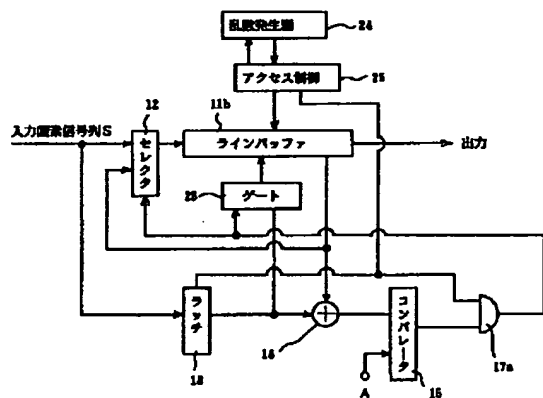 乱数発生器
24
アクセス制御
25
12
11b
入力画素信号列S
セレクタ
ラインバッファ
出力
23
ゲート
ラッチ
18
14
コンパレータ
A
15
17a